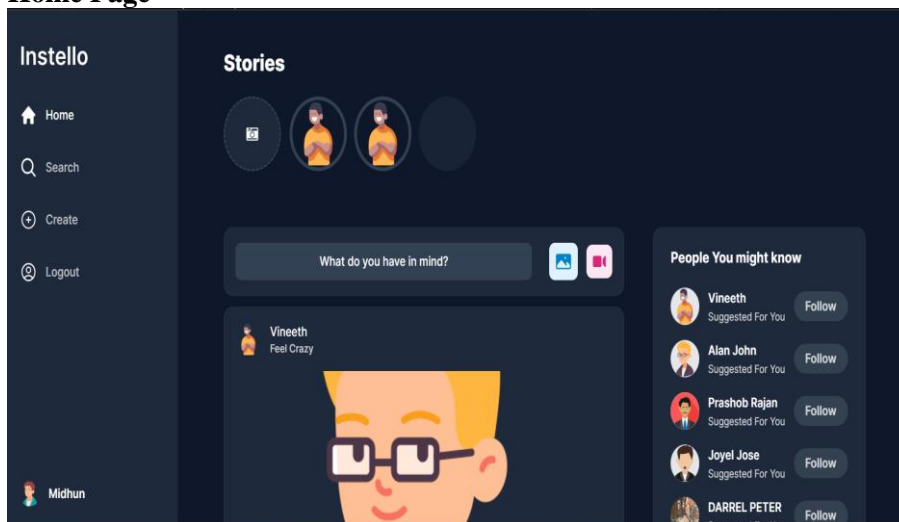 Home Page
Instello
Home
Search
Create
Logout
Midhun
Stories
What do you have in mind?
Vineeth
Feel Crazy
People You might know
Vineeth
Suggested For You
Follow
Alan John
Suggested For You
Follow
Prashob Rajan
Suggested For You
Follow
Joyel Jose
Suggested For You
Follow
DARREL PETER
Follow